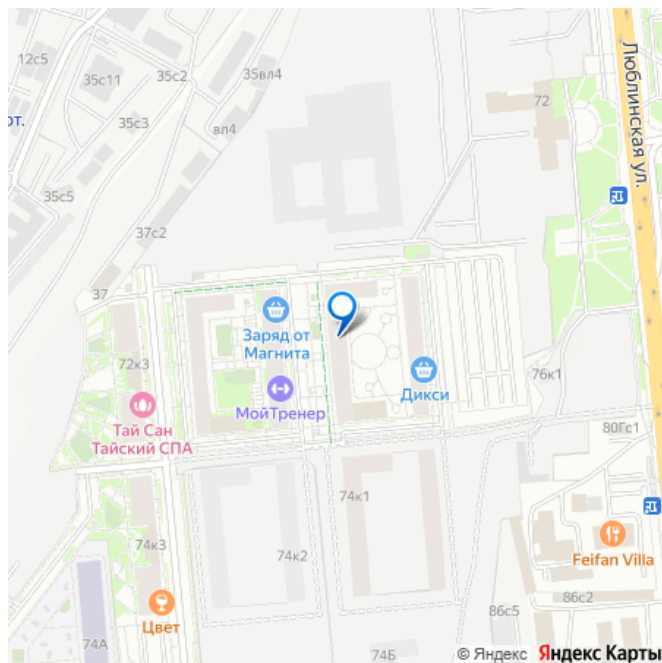 12с5
35с11
35с2
35вл4
от.
35с3
вл4
72
Люблинская ул.
35с5
37с2
37
Заряд от
Магнита
72к3
76к1
Дикси
МойТренер
Тай Сан
Тайский СПА
80Гс1
74к1
74к3
74к2
Feifan Villa
86с5
86с2
Цвет
74А
74Б
© Яндекс Яндекс Карты